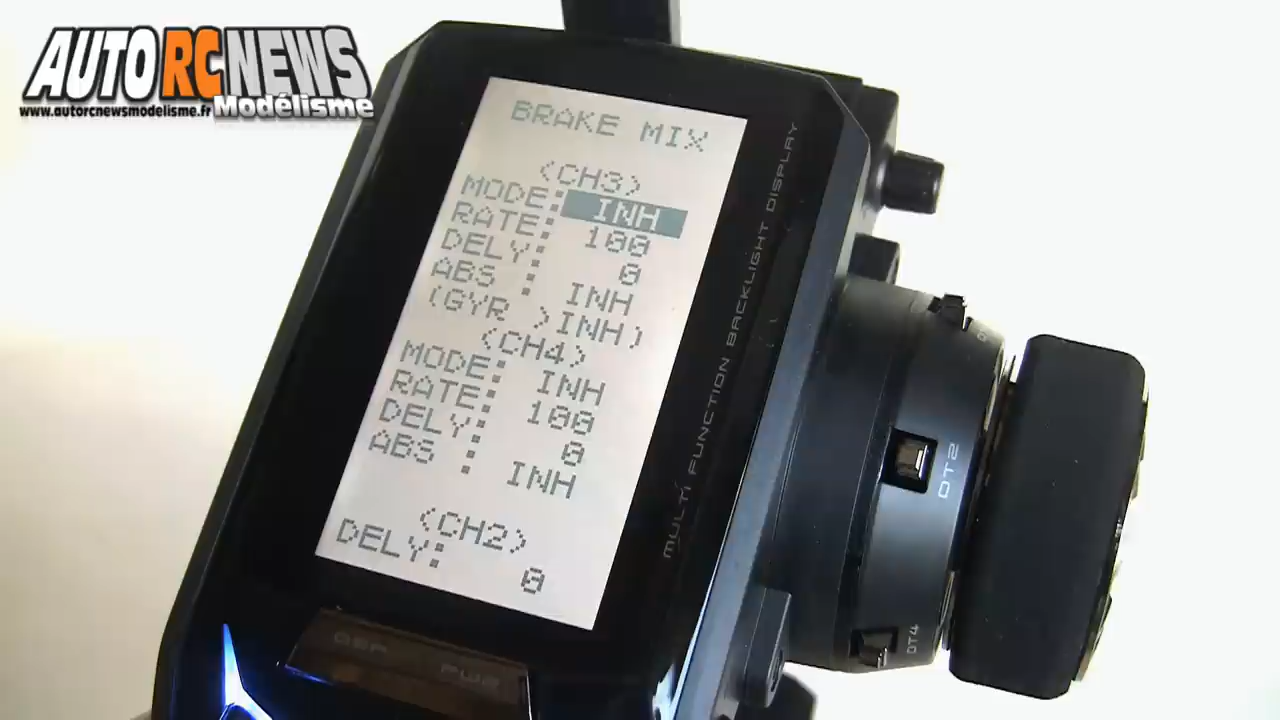 AUTO RC NEWS
www.autorcnewsmodelisme.fr Modélisme
BRAKE MIX
(CH3)
MODE: INH
RATE: 100
DELY: 0
ABS : INH
(GYR )INH)
(CH4)
MODE: INH
RATE: 100
DELY: 0
ABS : INH
(CH2)
DELY: 0
MULTI FUNCTION BACKLIGHT DISPLAY
DT2
DT4